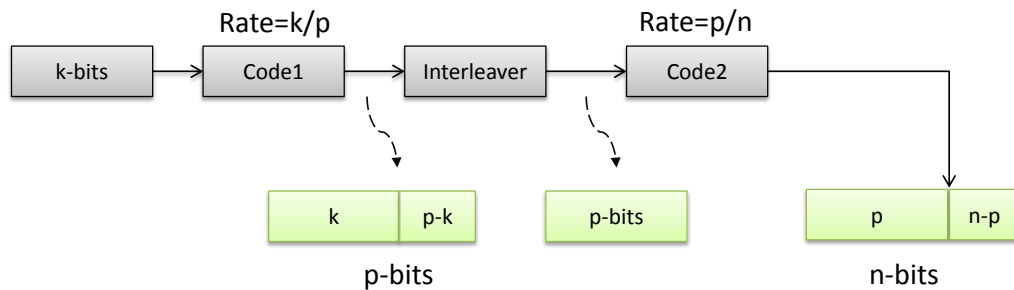 Rate=k/p
Rate=p/n
k-bits
Code1
Interleaver
Code2
k
p-k
p-bits
p
n-p
p-bits
n-bits